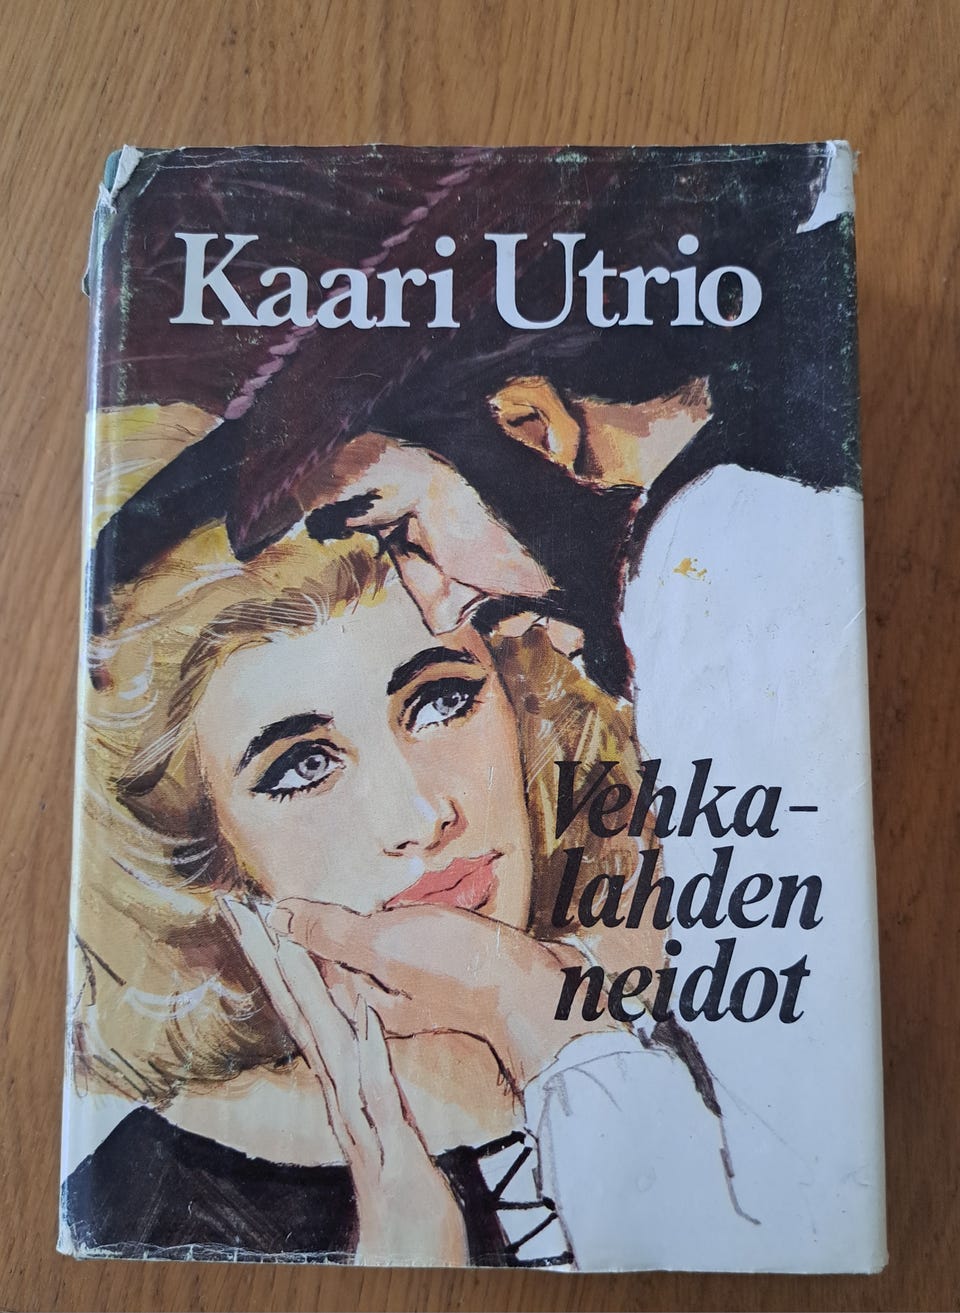 Kaari Utrio
Vehka-
lahden
neidot